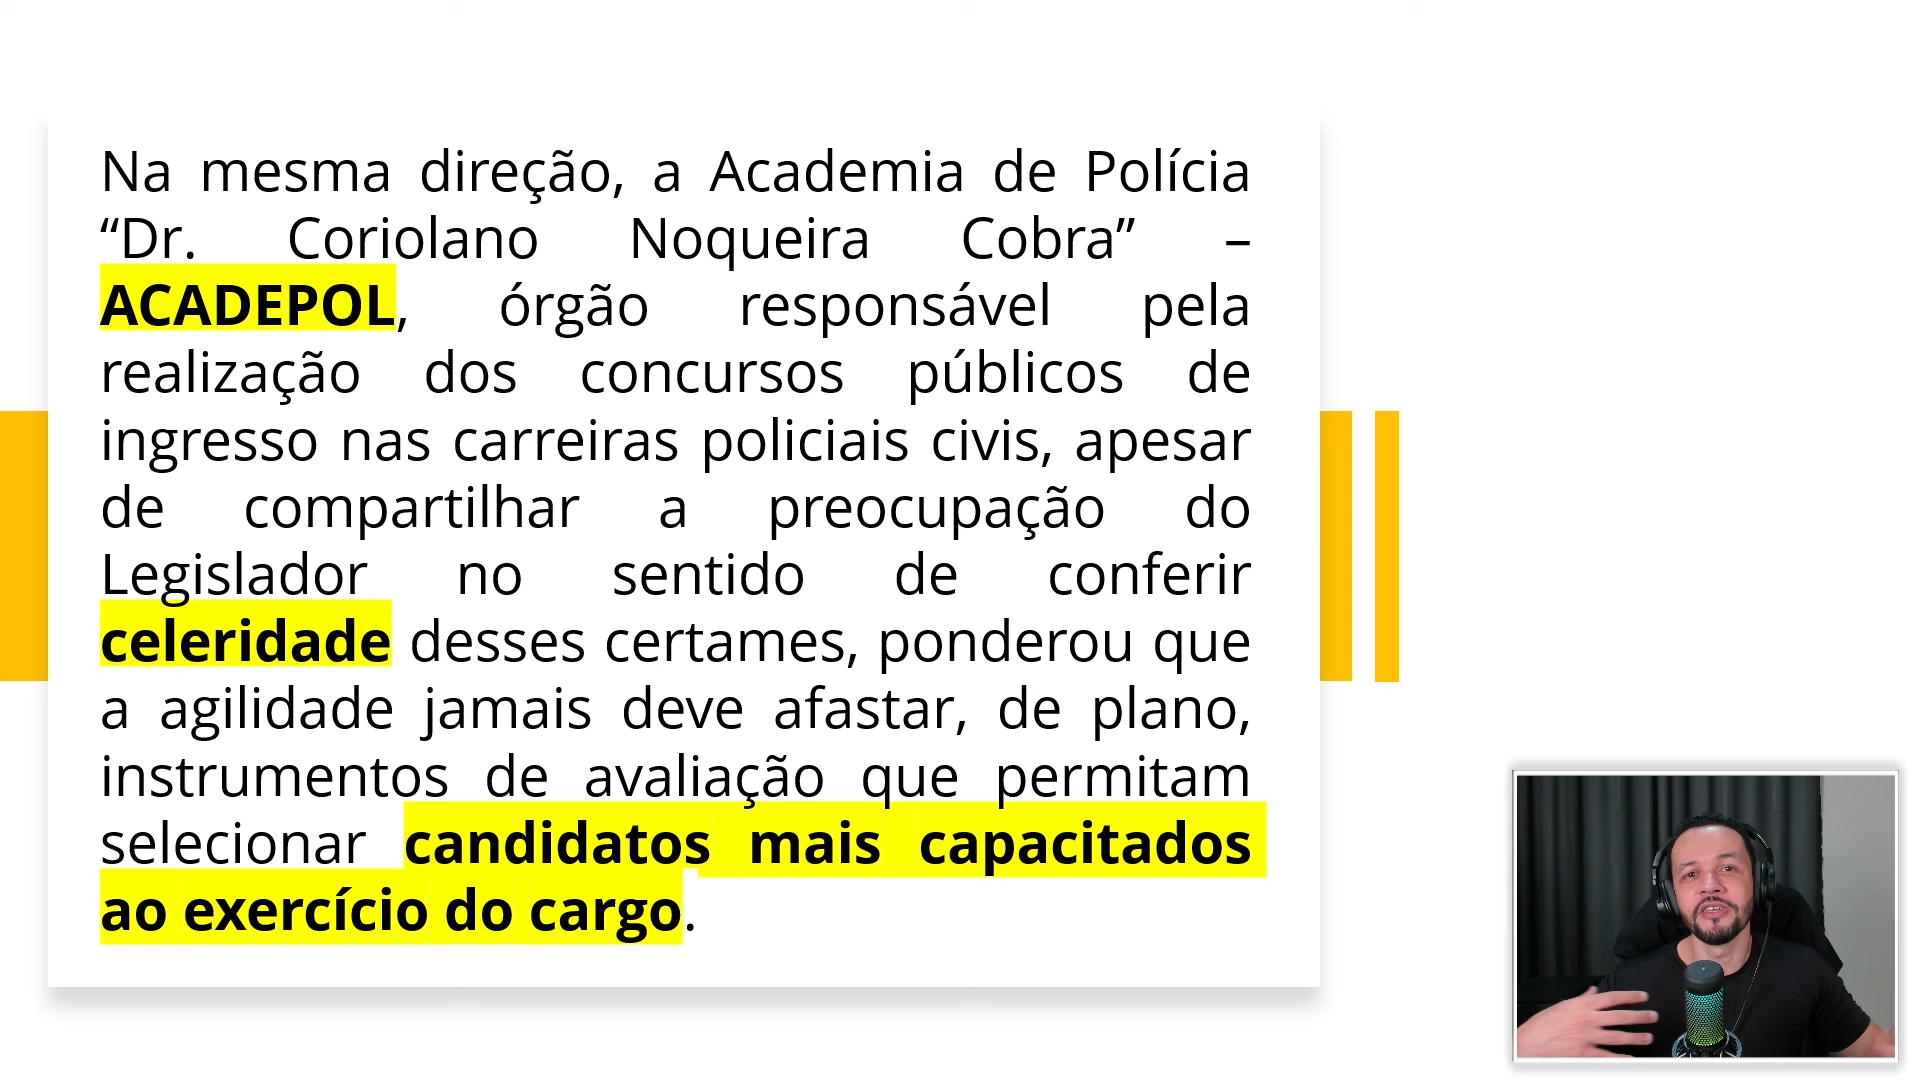 Na mesma direção, a Academia de Polícia
“Dr. Coriolano Noqueira Cobra” –
ACADEPOL, órgão responsável pela
realização dos concursos públicos de
ingresso nas carreiras policiais civis, apesar
de compartilhar a preocupação do
Legislador no sentido de conferir
celeridade desses certames, ponderou que
a agilidade jamais deve afastar, de plano,
instrumentos de avaliação que permitam
selecionar candidatos mais capacitados
ao exercício do cargo.